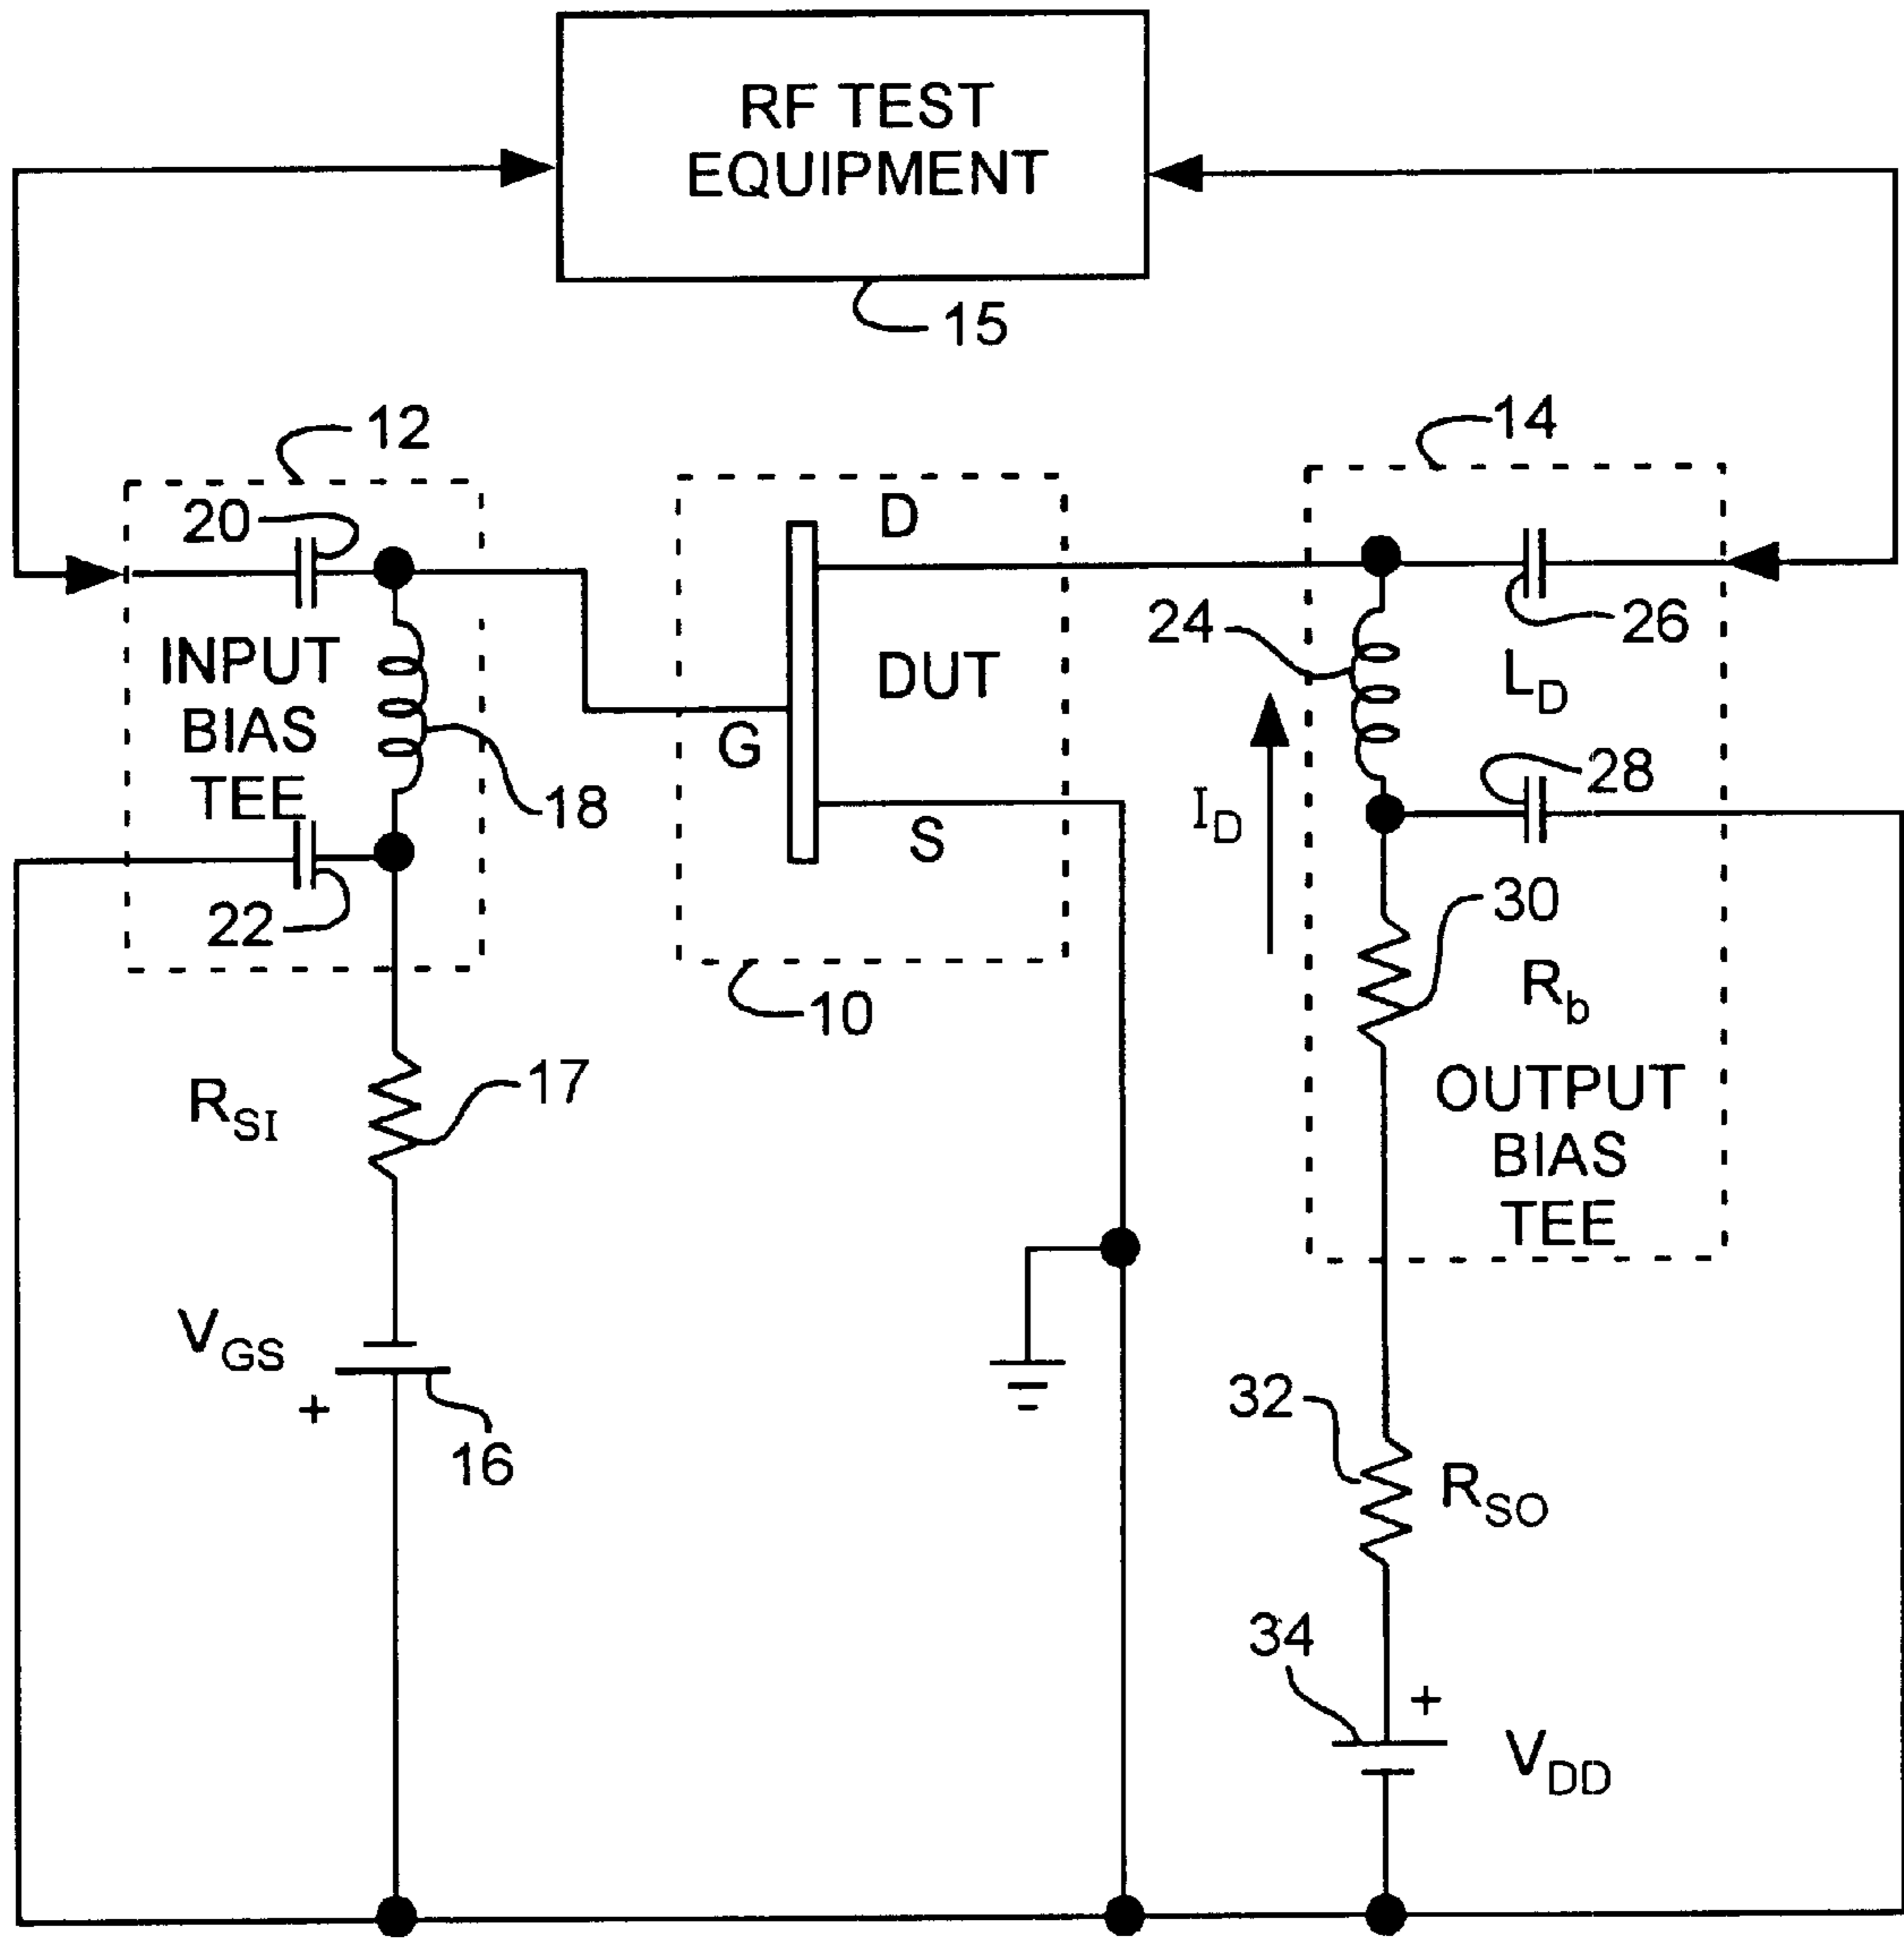 RF TEST
EQUIPMENT
15
12
14
20
D
26
24
INPUT
BIAS
TEE
DUT
L_D
G
18
28
I_D
S
22
30
10
R_b
R_SI
17
OUTPUT
BIAS
TEE
V_GS
+
16
32
R_SO
34
+
V_DD